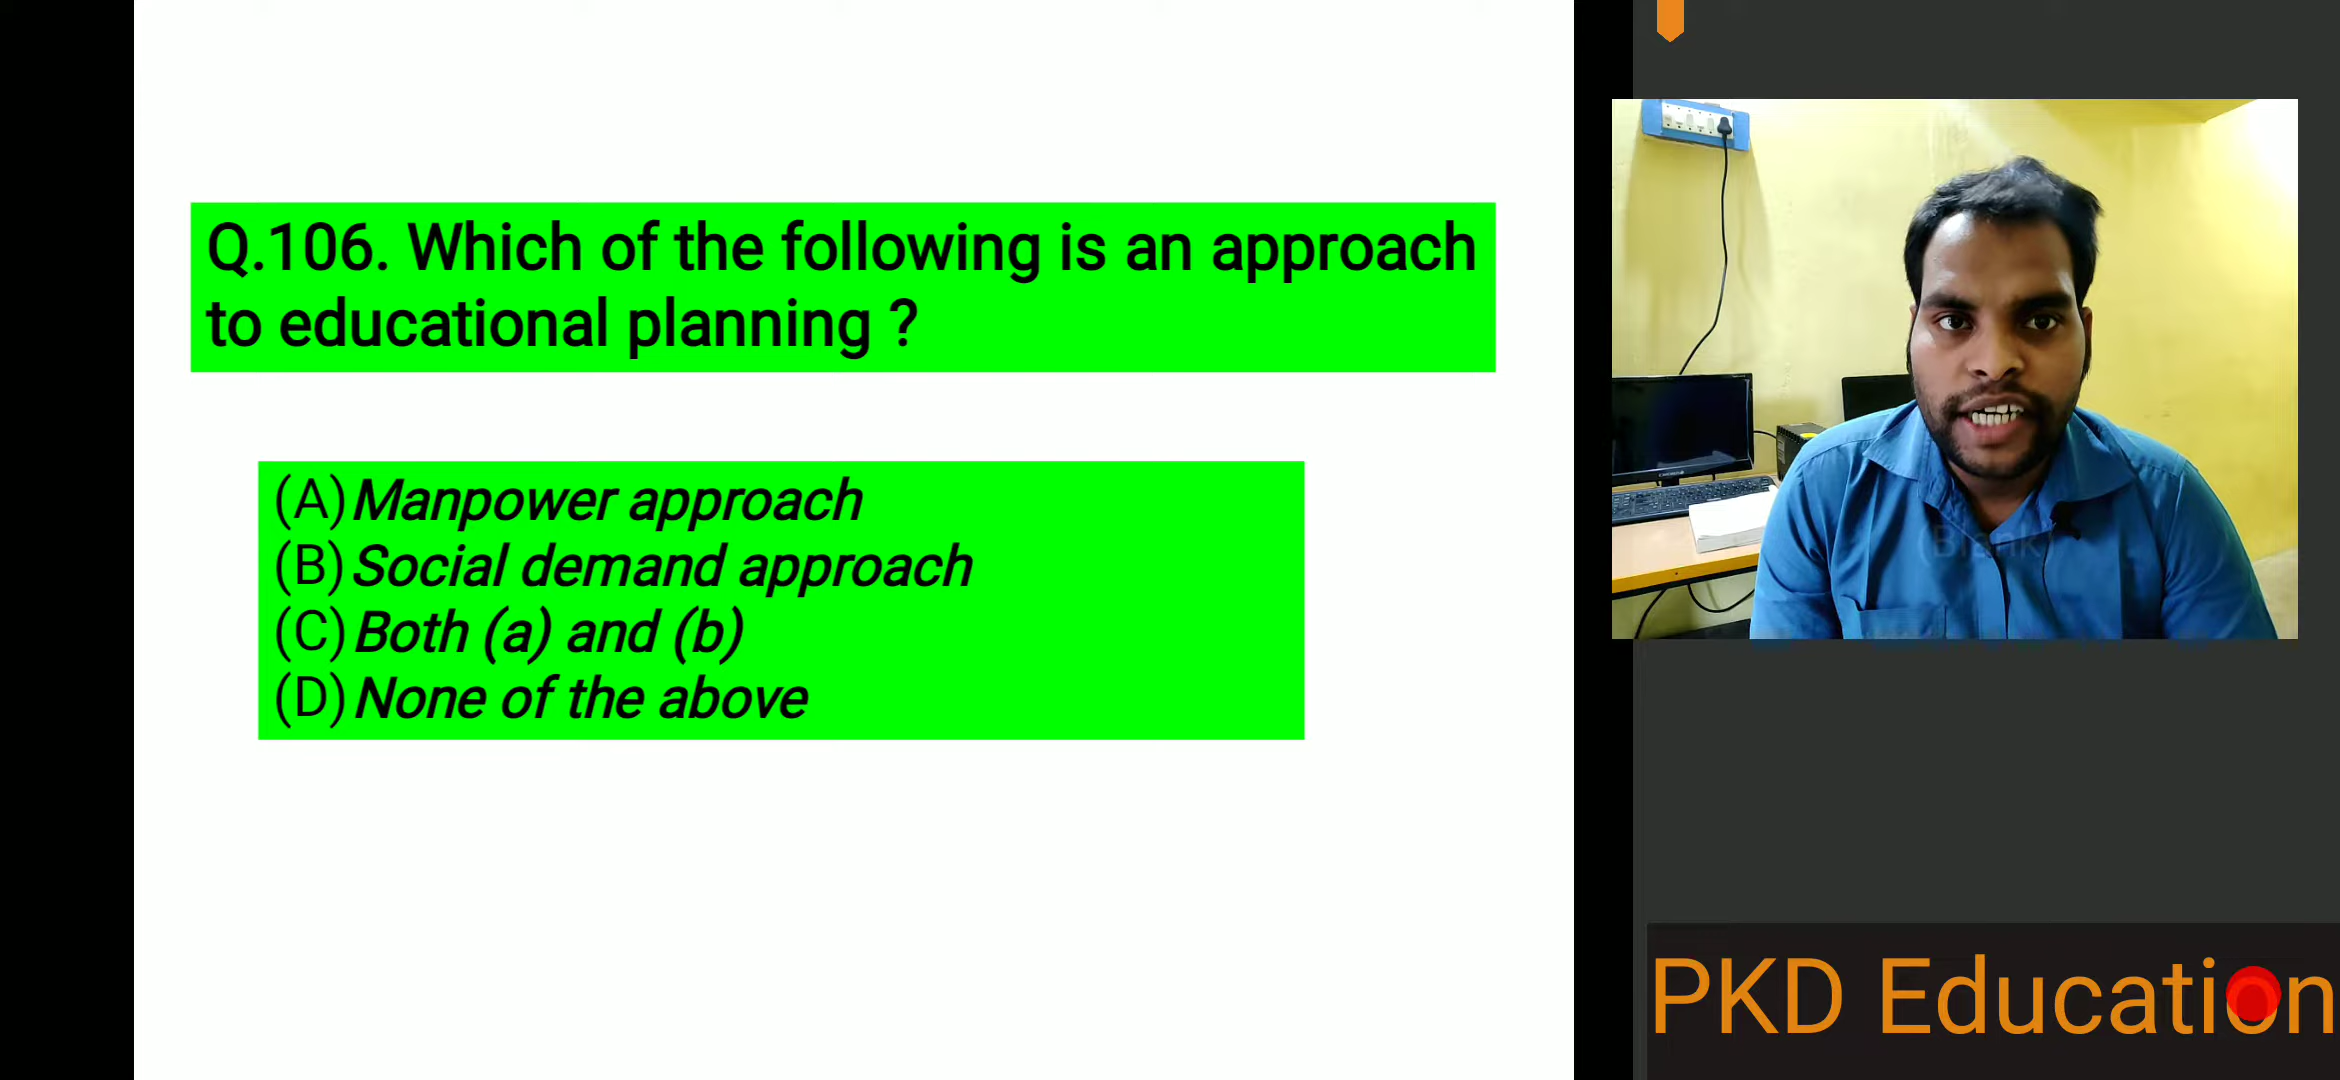 Q.106. Which of the following is an approach
to educational planning ?
(A) Manpower approach
(B) Social demand approach
(C) Both (a) and (b)
(D) None of the above
(Blank)
PKD Education